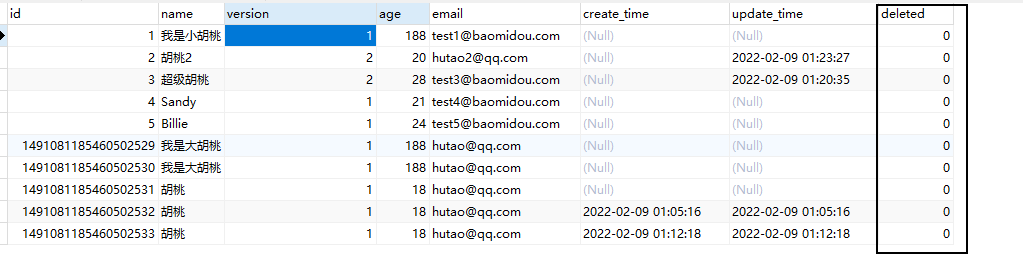 id name version age email create_time update_time deleted
1 我是小胡桃 1 188 test1@baomidou.com (Null) (Null) 0
2 胡桃2 2 20 hutao2@qq.com (Null) 2022-02-09 01:23:27 0
3 超级胡桃 2 28 test3@baomidou.com (Null) 2022-02-09 01:20:35 0
4 Sandy 1 21 test4@baomidou.com (Null) (Null) 0
5 Billie 1 24 test5@baomidou.com (Null) (Null) 0
1491081185460502529 我是大胡桃 1 188 hutao@qq.com (Null) (Null) 0
1491081185460502530 我是大胡桃 1 188 hutao@qq.com (Null) (Null) 0
1491081185460502531 胡桃 1 18 hutao@qq.com (Null) (Null) 0
1491081185460502532 胡桃 1 18 hutao@qq.com 2022-02-09 01:05:16 2022-02-09 01:05:16 0
1491081185460502533 胡桃 1 18 hutao@qq.com 2022-02-09 01:12:18 2022-02-09 01:12:18 0